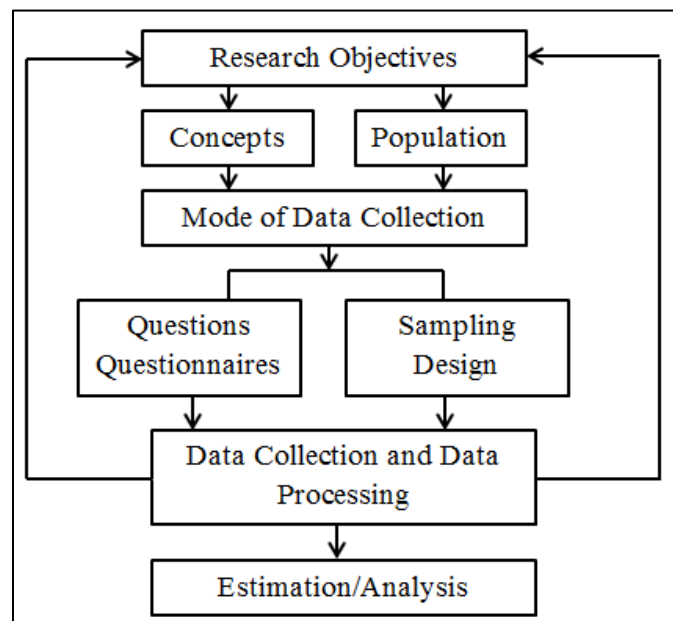 Research Objectives
Concepts
Population
Mode of Data Collection
Questions
Questionnaires
Sampling
Design
Data Collection and Data
Processing
Estimation/Analysis